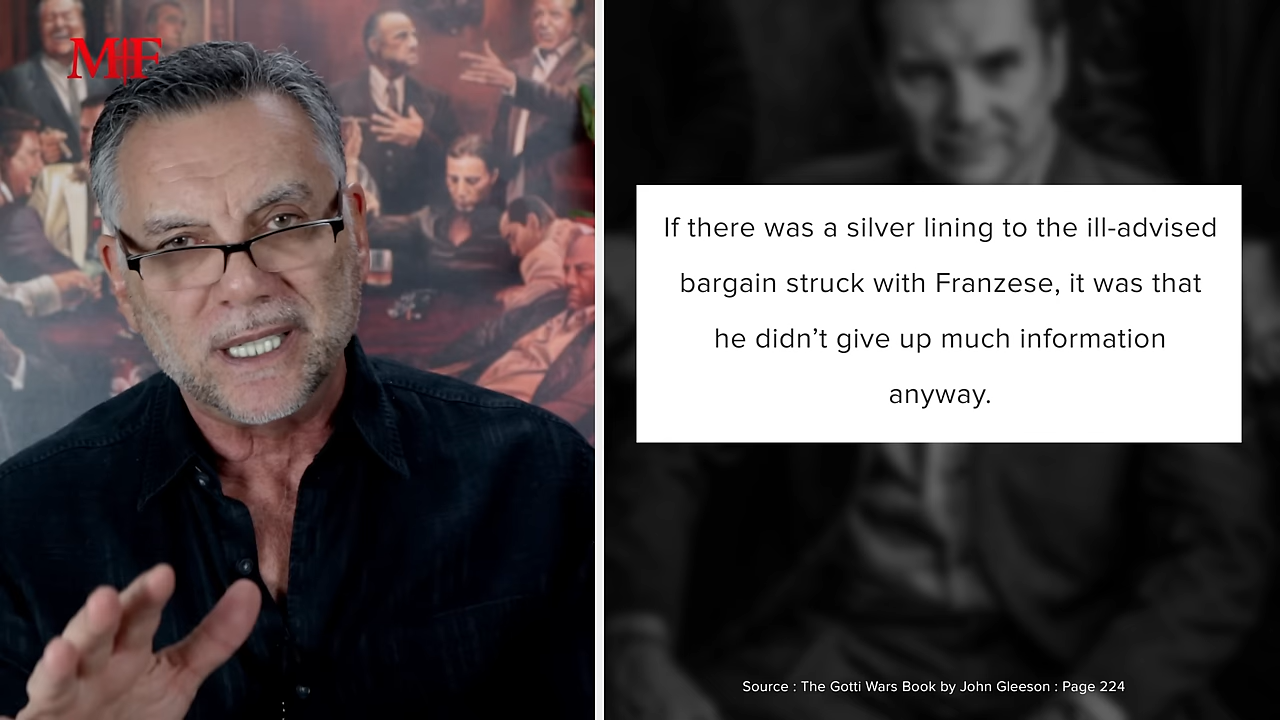 M|F
If there was a silver lining to the ill-advised
bargain struck with Franzese, it was that
he didn’t give up much information
anyway.
Source : The Gotti Wars Book by John Gleeson : Page 224